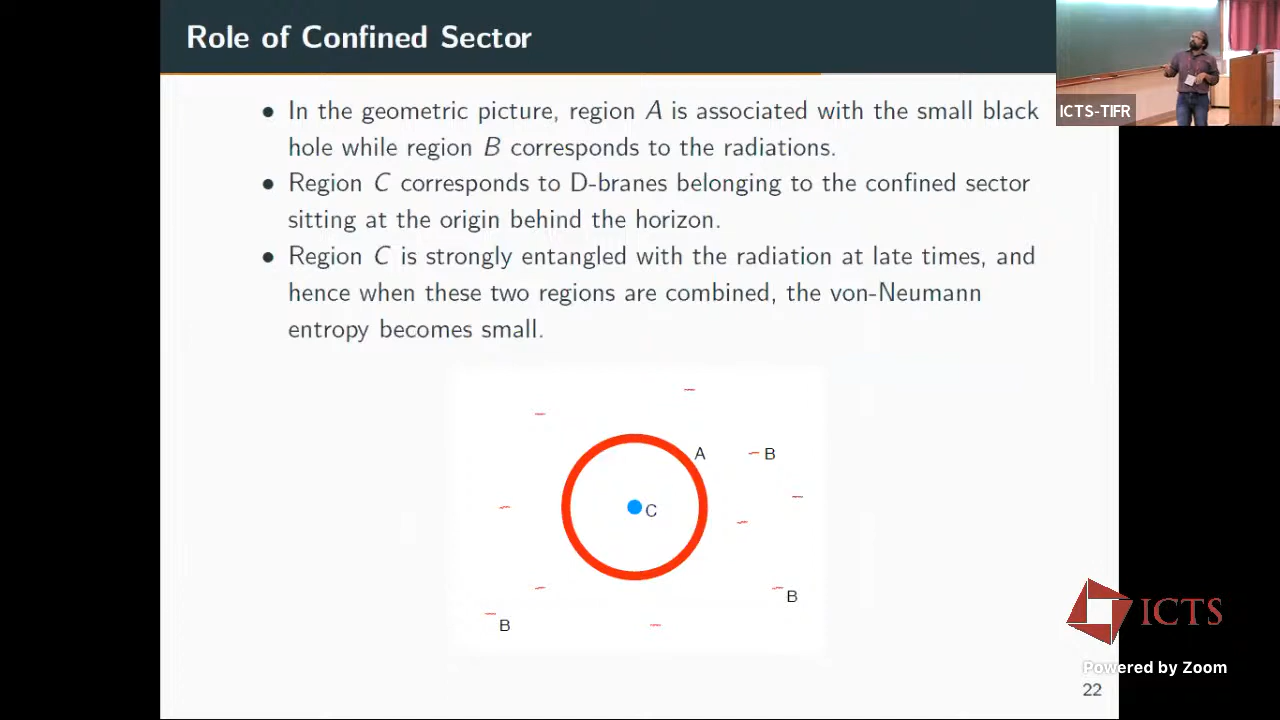 Role of Confined Sector
ICTS-TIFR
• In the geometric picture, region A is associated with the small black
hole while region B corresponds to the radiations.
• Region C corresponds to D-branes belonging to the confined sector
sitting at the origin behind the horizon.
• Region C is strongly entangled with the radiation at late times, and
hence when these two regions are combined, the von-Neumann
entropy becomes small.
A
B
C
B
B
ICTS
Powered by Zoom
22